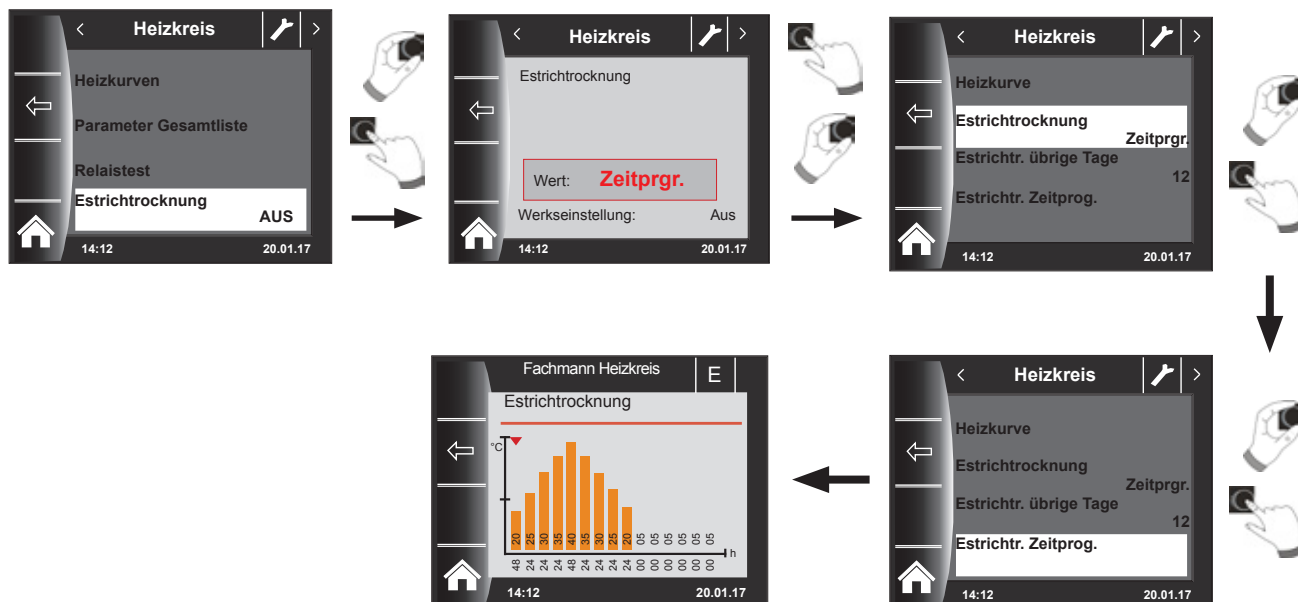 Heizkreis
Heizkurven
Parameter Gesamtliste
Relaistest
Estrichtrocknung
AUS
14:12 20.01.17
Heizkreis
Estrichtrocknung
Wert: Zeitprgr.
Werkseinstellung: Aus
14:12 20.01.17
Heizkreis
Heizkurve
Estrichtrocknung
Zeitprgr.
Estrichtr. übrige Tage
12
Estrichtr. Zeitprog.
14:12 20.01.17
Heizkreis
Heizkurve
Estrichtrocknung
Zeitprgr.
Estrichtr. übrige Tage
12
Estrichtr. Zeitprog.
14:12 20.01.17
Fachmann Heizkreis E
Estrichtrocknung
°C
20 25 30 35 40 35 30 25 20 05 05 05 05 05
h
48 24 24 24 48 24 24 24 24 00 00 00 00 00
14:12 20.01.17